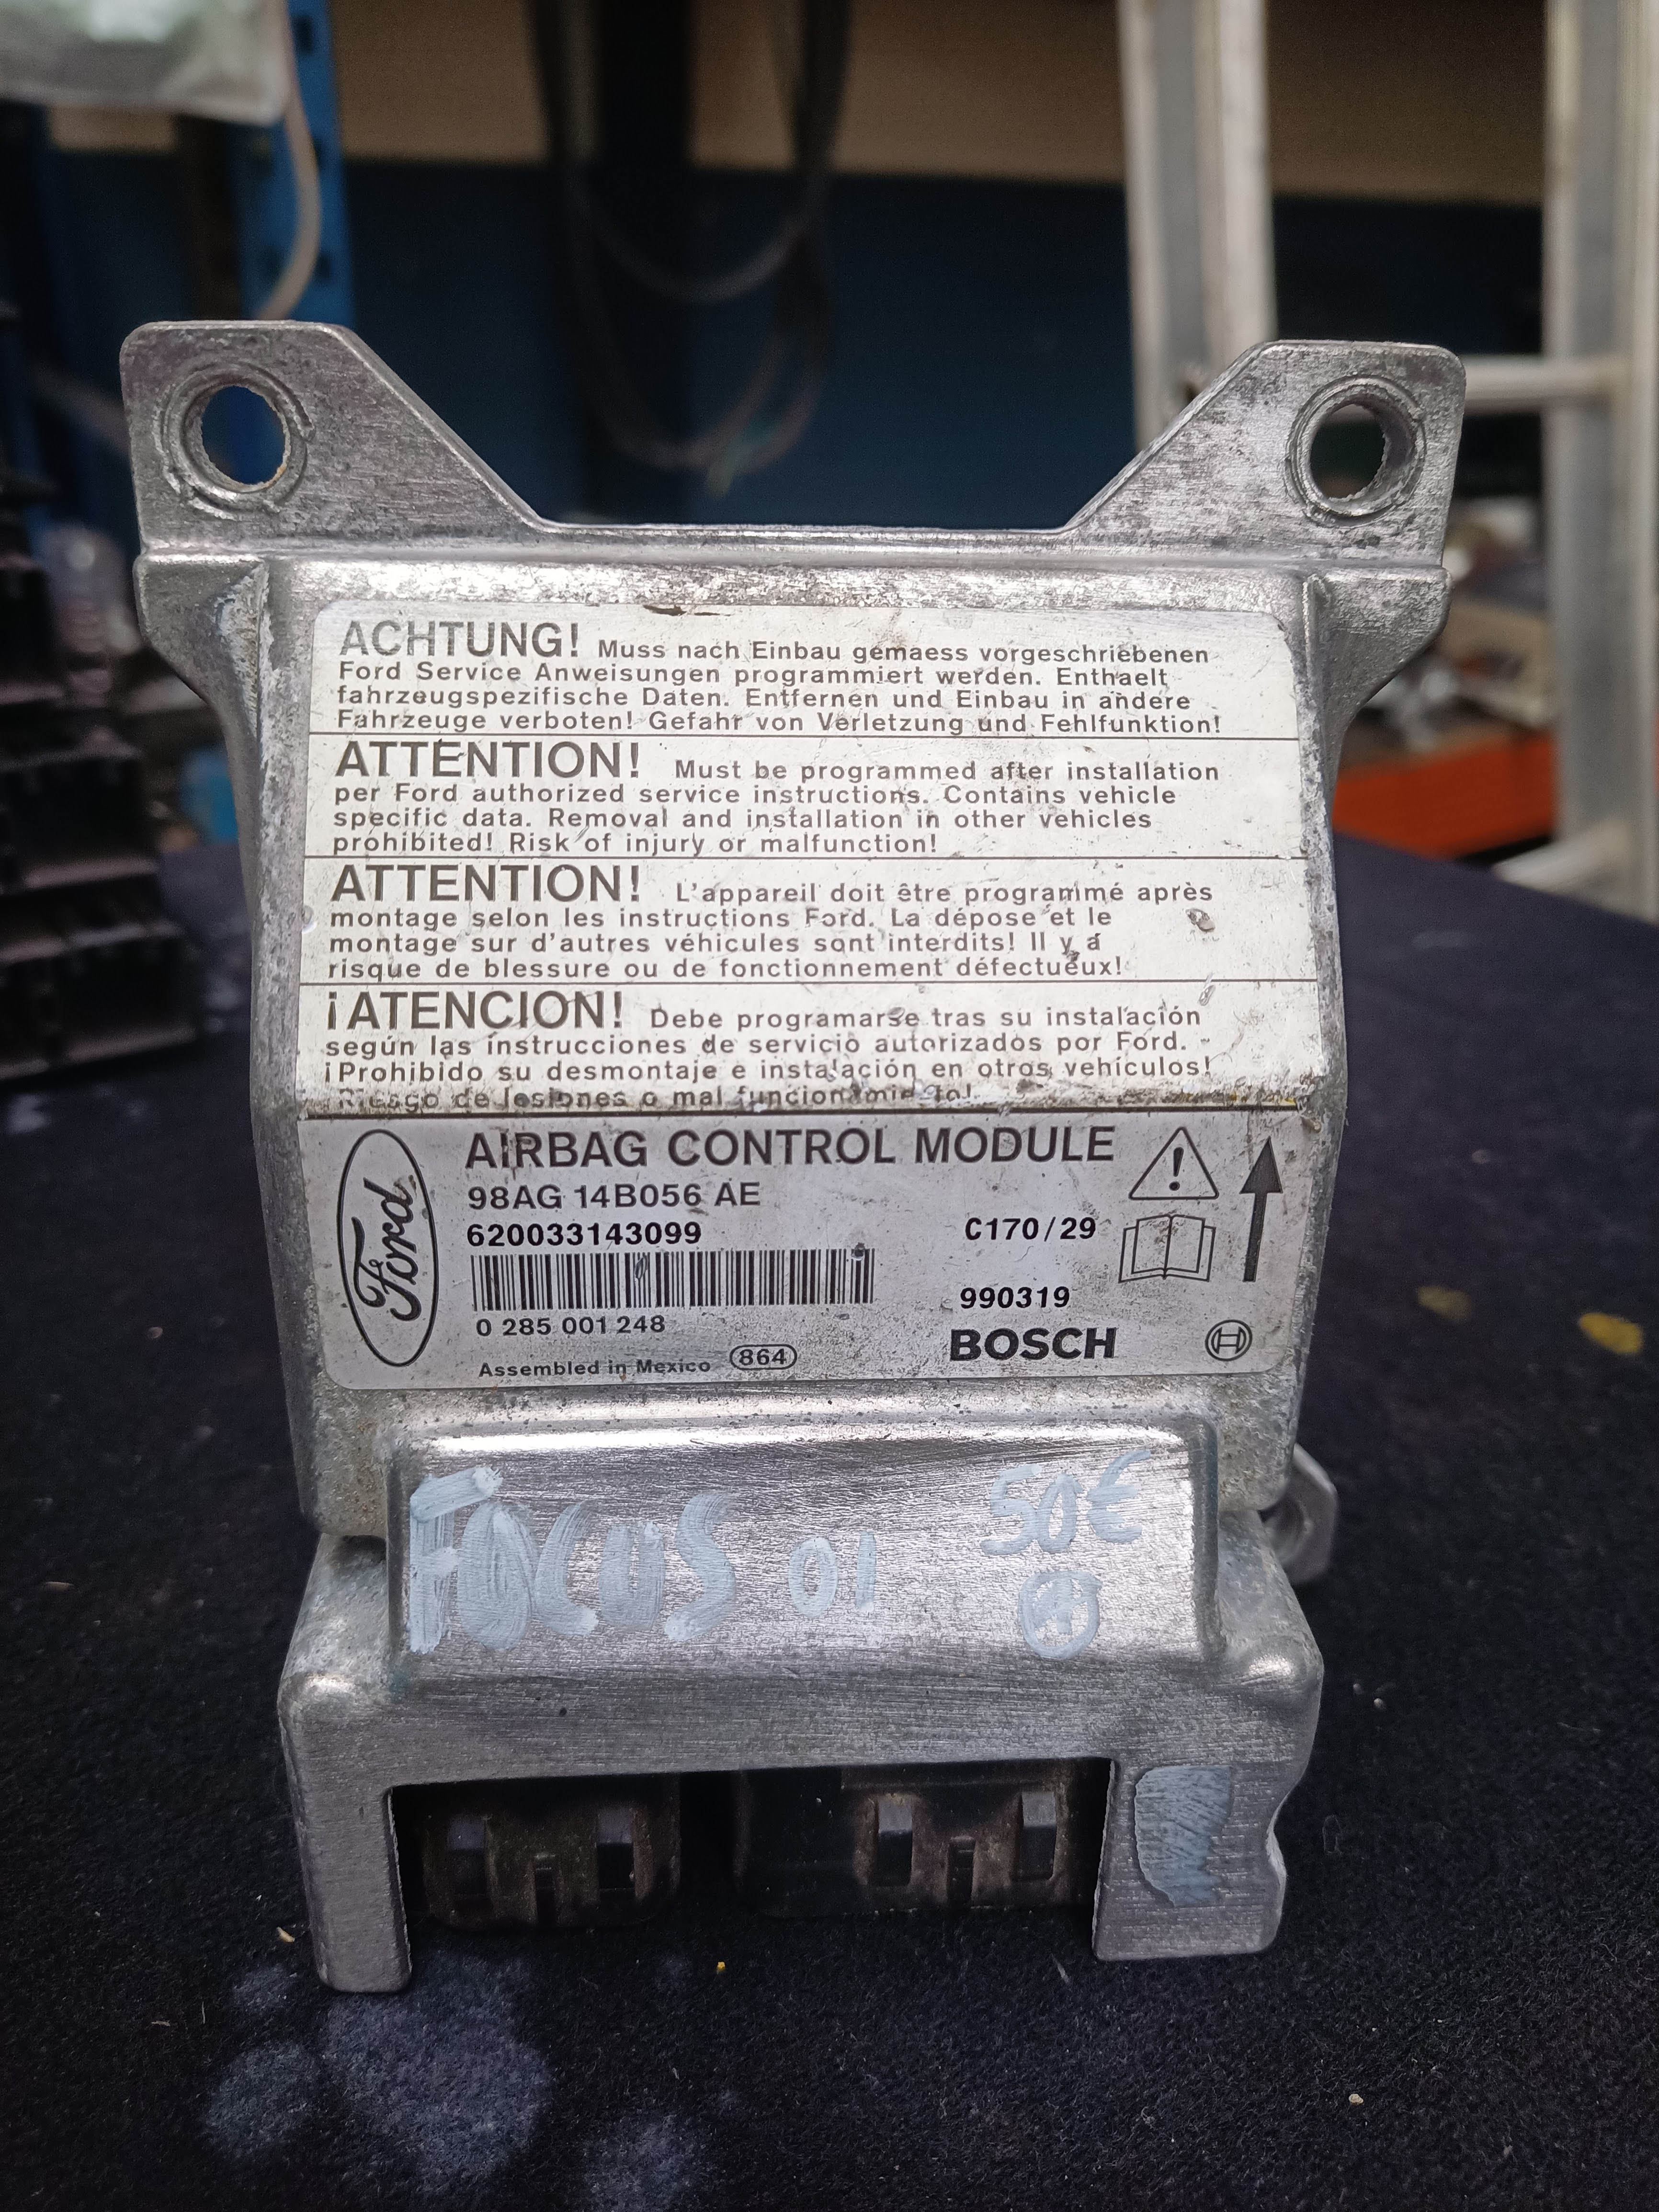 ACHTUNG! Muss nach Einbau gemaess vorgeschriebenen
Ford Service Anweisungen programmiert werden. Enthaelt
fahrzeugspezifische Daten. Entfernen und Einbau in andere
Fahrzeuge verboten! Gefahr von Verletzung und Fehlfunktion!
ATTENTION! Must be programmed after installation
per Ford authorized service instructions. Contains vehicle
specific data. Removal and installation in other vehicles
prohibited! Risk of injury or malfunction!
ATTENTION! L'appareil doit être programmé après
montage selon les instructions Ford. La dépose et le
montage sur d'autres véhicules sont interdits! Il y a
risque de blessure ou de fonctionnement défectueux!
¡ATENCION! Debe programarse tras su instalación
según las instrucciones de servicio autorizados por Ford.
¡Prohibido su desmontaje e instalación en otros vehículos!
Riesgo de lesiones o mal funcionamiento!
Ford
AIRBAG CONTROL MODULE
98AG 14B056 AE
620033143099
C170/29
990319
0 285 001 248
BOSCH
Assembled in Mexico 864
FOCUS 01 50€